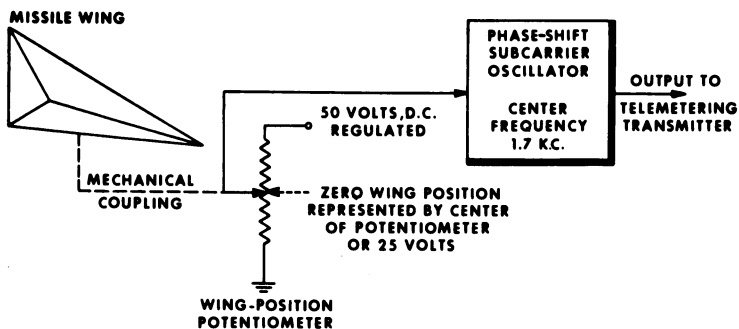 MISSILE WING
PHASE-SHIFT
SUBCARRIER
OSCILLATOR
CENTER
FREQUENCY
1.7 K.C.
OUTPUT TO
TELEMETERING
TRANSMITTER
50 VOLTS,D.C.
REGULATED
MECHANICAL
COUPLING
ZERO WING POSITION
REPRESENTED BY CENTER
OF POTENTIOMETER
OR 25 VOLTS
WING-POSITION
POTENTIOMETER